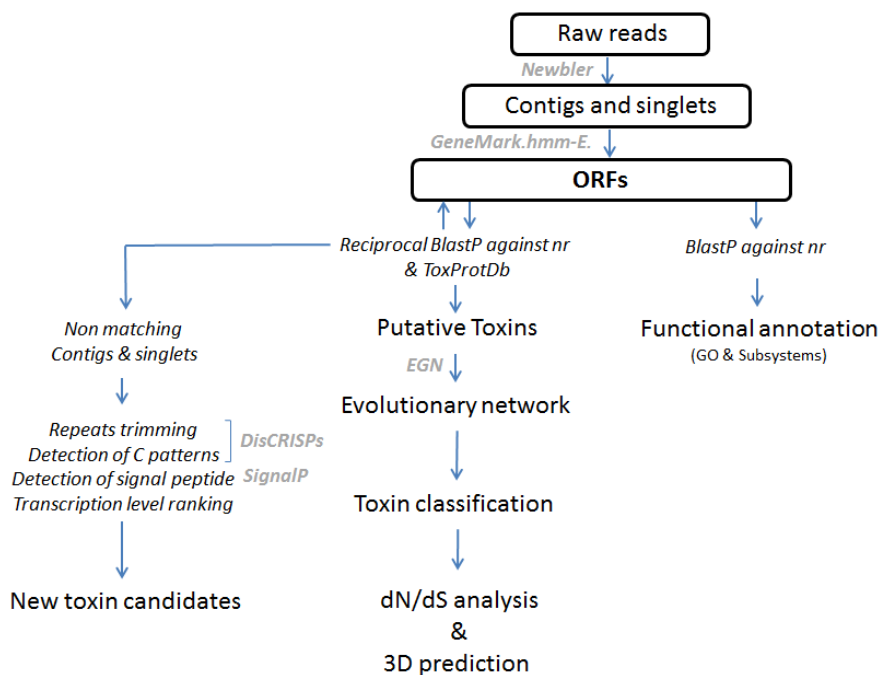 Raw reads
Newbler
Contigs and singlets
GeneMark.hmm-E.
ORFs
Reciprocal BlastP against nr
& ToxProtDb
BlastP against nr
Non matching
Contigs & singlets
Putative Toxins
Functional annotation
(GO & Subsystems)
EGN
Evolutionary network
Repeats trimming
Detection of C patterns
DisCRISPs
Detection of signal peptide
SignalP
Transcription level ranking
Toxin classification
New toxin candidates
dN/dS analysis
&
3D prediction